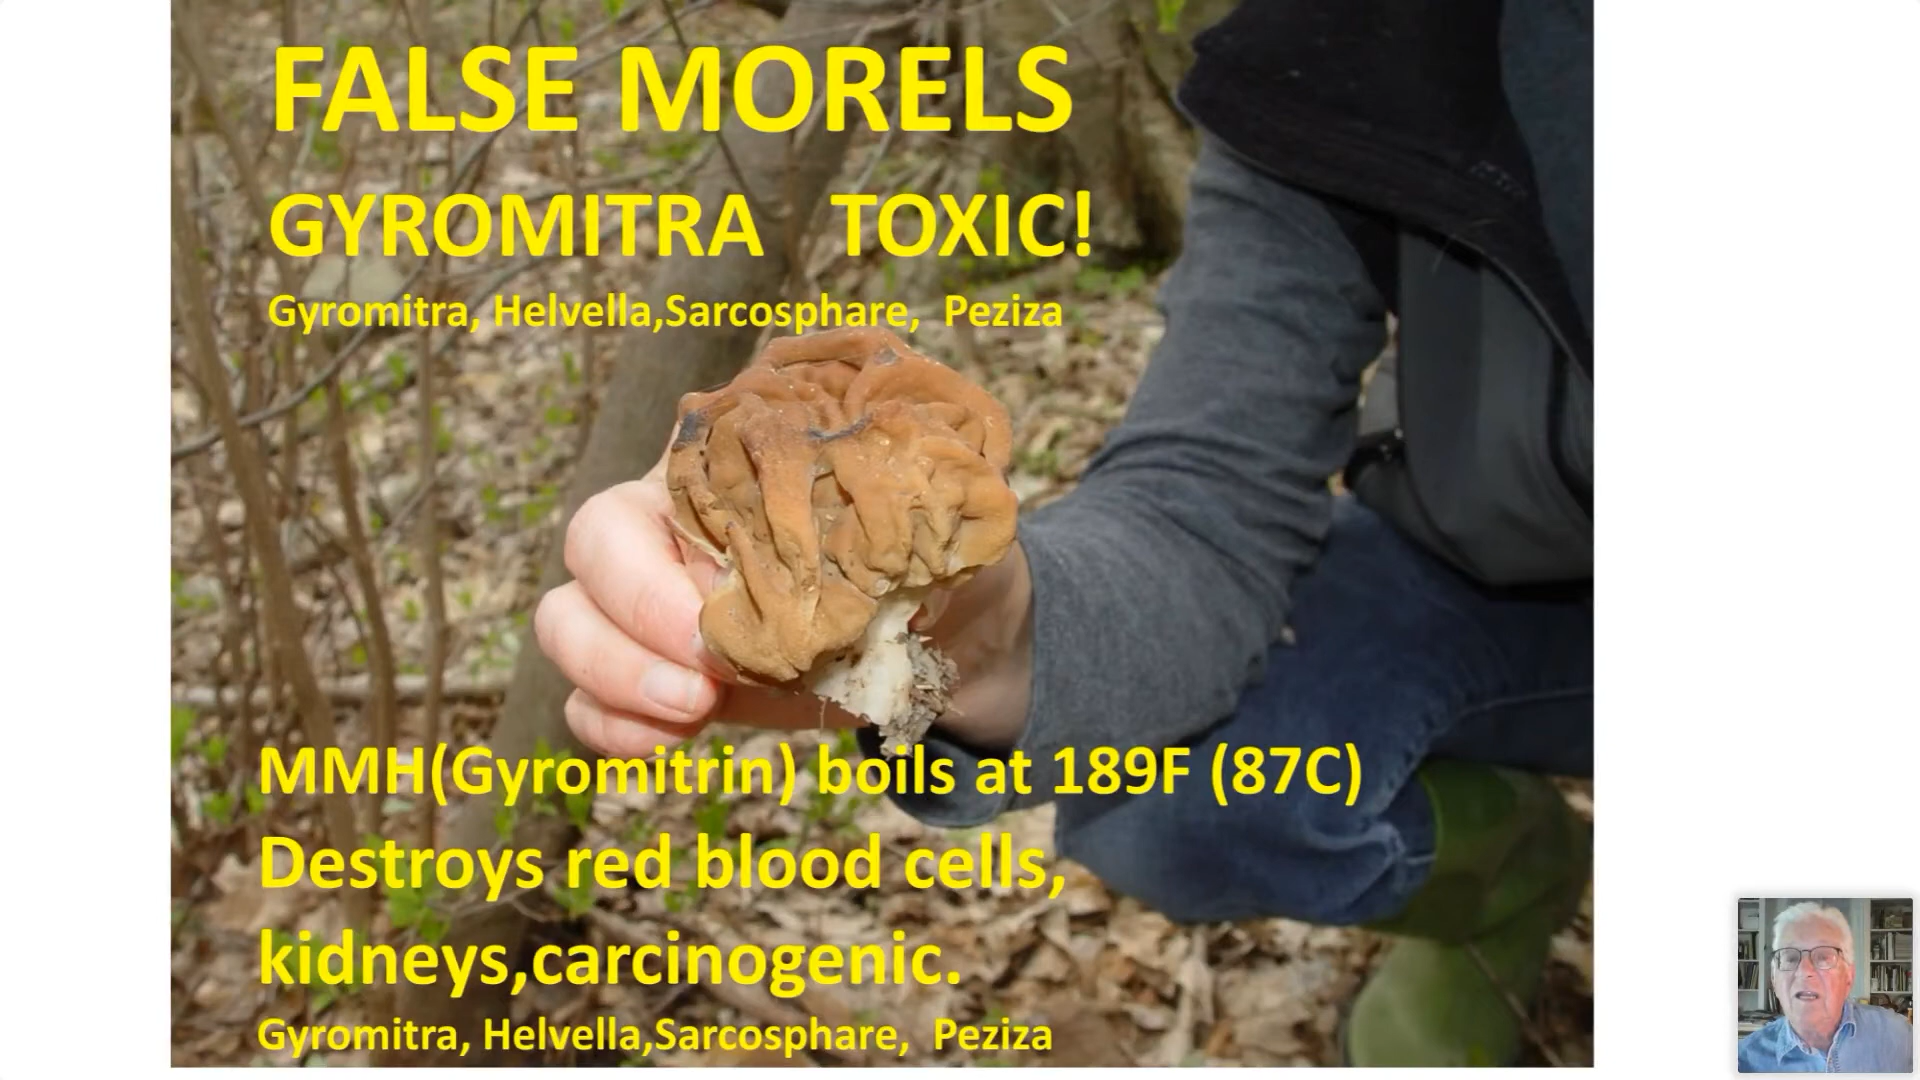 FALSE MORELS
GYROMITRA TOXIC!
Gyromitra, Helvella,Sarcosphare, Peziza
MMH(Gyromitrin) boils at 189F (87C)
Destroys red blood cells,
kidneys,carcinogenic.
Gyromitra, Helvella,Sarcosphare, Peziza